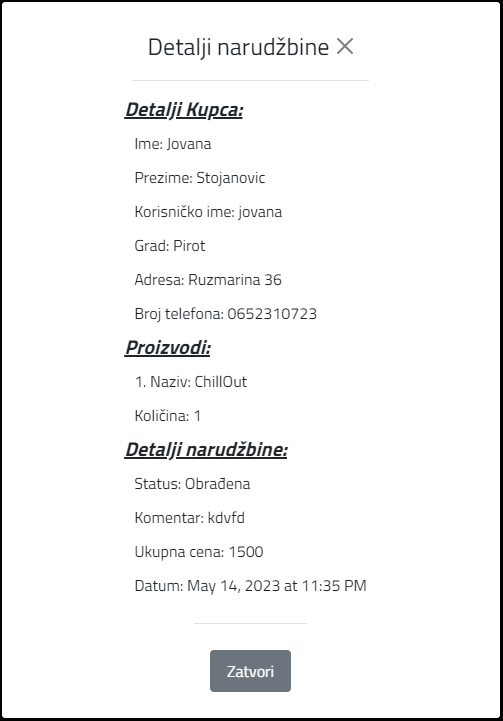 Detalji narudžbine
Detalji Kupca:
Ime: Jovana
Prezime: Stojanovic
Korisničko ime: jovana
Grad: Pirot
Adresa: Ruzmarina 36
Broj telefona: 0652310723
Proizvodi:
1. Naziv: ChillOut
Količina: 1
Detalji narudžbine:
Status: Obrađena
Komentar: kdvfd
Ukupna cena: 1500
Datum: May 14, 2023 at 11:35 PM
Zatvori